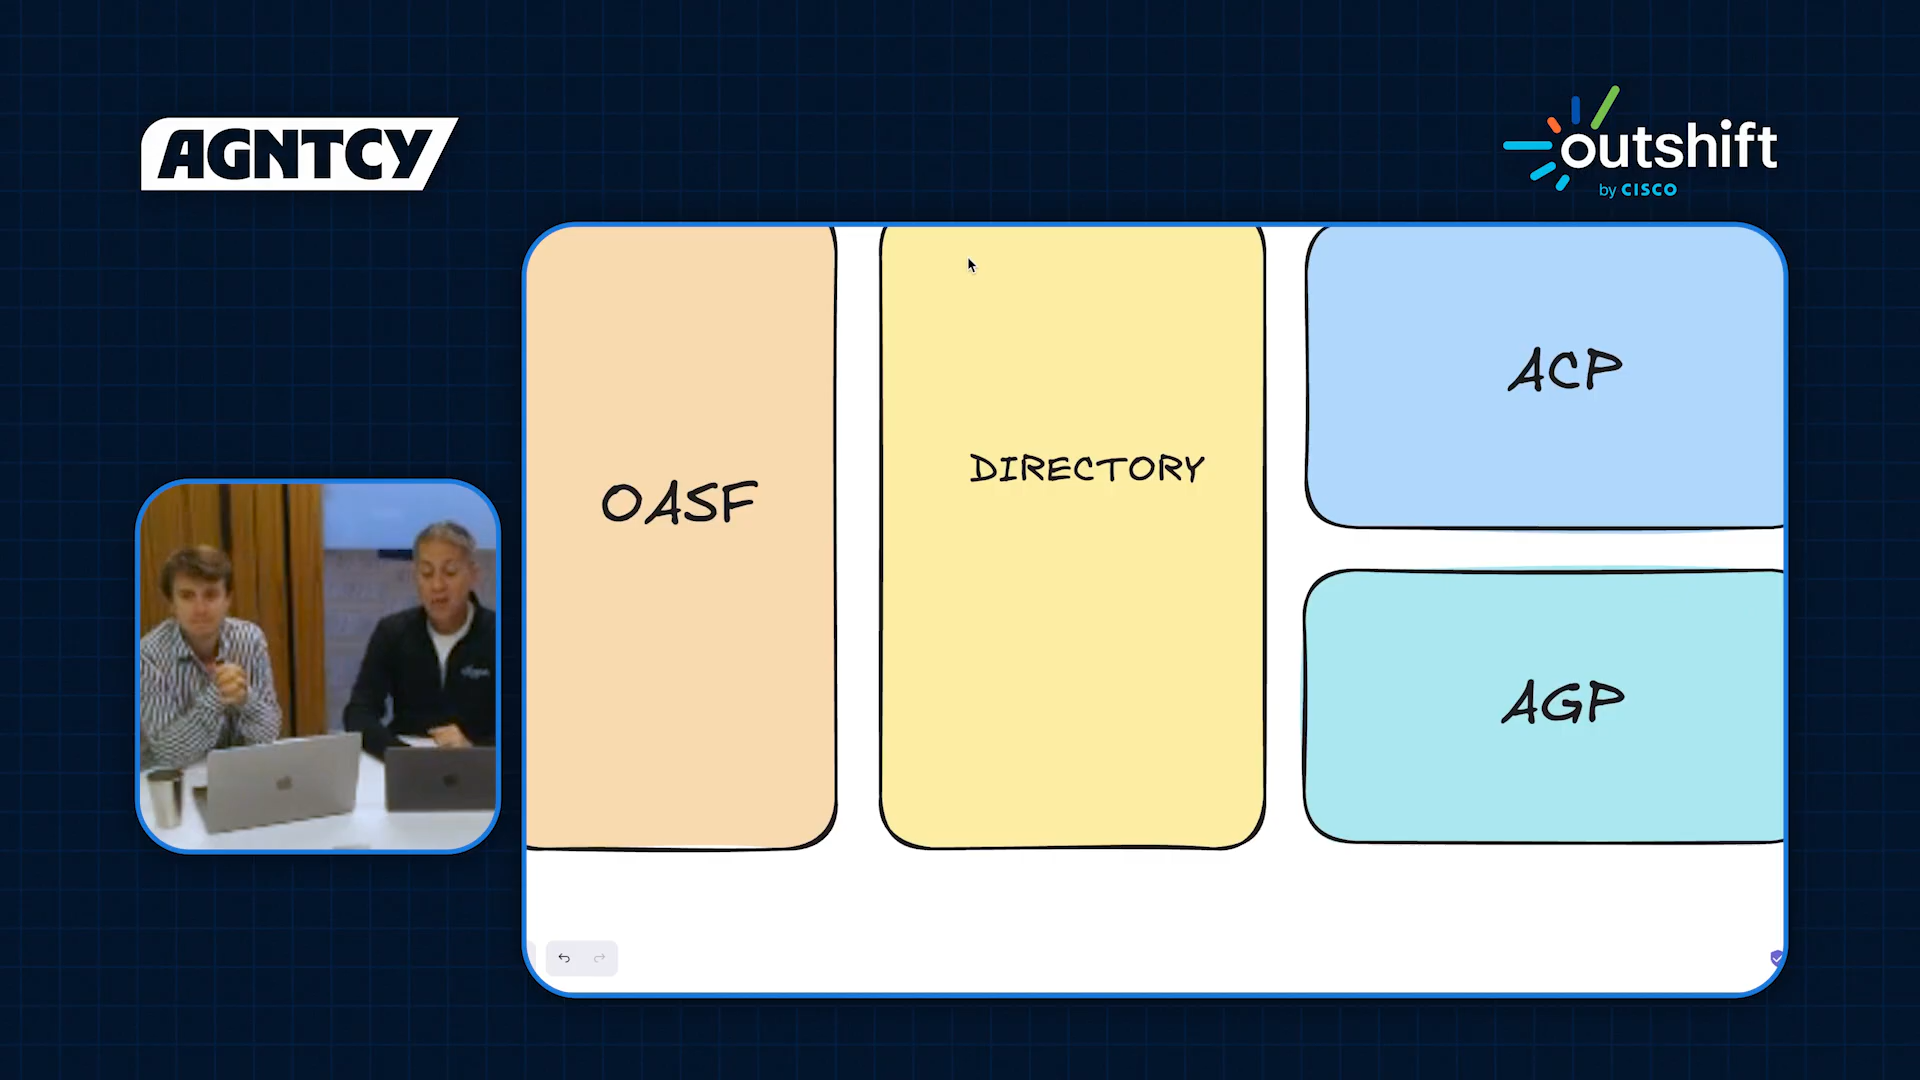 AGNTCY
outshift
by CISCO
OASF
DIRECTORY
ACP
AGP